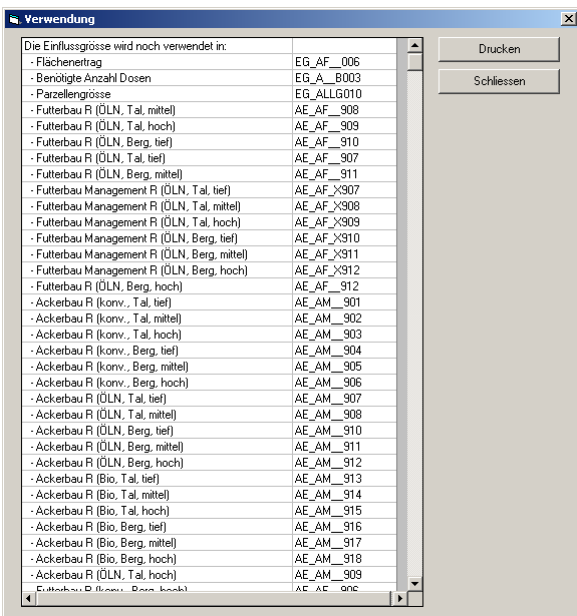 Verwendung
Die Einflussgrösse wird noch verwendet in:
- Flächenertrag EG_AF__006
- Benötigte Anzahl Dosen EG_A__B003
- Parzellengrösse EG_ALLG010
- Futterbau R (ÖLN, Tal, mittel) AE_AF__908
- Futterbau R (ÖLN, Tal, hoch) AE_AF__909
- Futterbau R (ÖLN, Berg, tief) AE_AF__910
- Futterbau R (ÖLN, Tal, tief) AE_AF__907
- Futterbau R (ÖLN, Berg, mittel) AE_AF__911
- Futterbau Management R (ÖLN, Tal, tief) AE_AF_X907
- Futterbau Management R (ÖLN, Tal, mittel) AE_AF_X908
- Futterbau Management R (ÖLN, Tal, hoch) AE_AF_X909
- Futterbau Management R (ÖLN, Berg, tief) AE_AF_X910
- Futterbau Management R (ÖLN, Berg, mittel) AE_AF_X911
- Futterbau Management R (ÖLN, Berg, hoch) AE_AF_X912
- Futterbau R (ÖLN, Berg, hoch) AE_AF__912
- Ackerbau R (konv., Tal, tief) AE_AM__901
- Ackerbau R (konv., Tal, mittel) AE_AM__902
- Ackerbau R (konv., Tal, hoch) AE_AM__903
- Ackerbau R (konv., Berg, tief) AE_AM__904
- Ackerbau R (konv., Berg, mittel) AE_AM__905
- Ackerbau R (konv., Berg, hoch) AE_AM__906
- Ackerbau R (ÖLN, Tal, tief) AE_AM__907
- Ackerbau R (ÖLN, Tal, mittel) AE_AM__908
- Ackerbau R (ÖLN, Berg, tief) AE_AM__910
- Ackerbau R (ÖLN, Berg, mittel) AE_AM__911
- Ackerbau R (ÖLN, Berg, hoch) AE_AM__912
- Ackerbau R (Bio, Tal, tief) AE_AM__913
- Ackerbau R (Bio, Tal, mittel) AE_AM__914
- Ackerbau R (Bio, Tal, hoch) AE_AM__915
- Ackerbau R (Bio, Berg, tief) AE_AM__916
- Ackerbau R (Bio, Berg, mittel) AE_AM__917
- Ackerbau R (Bio, Berg, hoch) AE_AM__918
- Ackerbau R (ÖLN, Tal, hoch) AE_AM__909
- Futterbau R (konv., Berg, hoch) AE_AF__906
Drucken
Schliessen